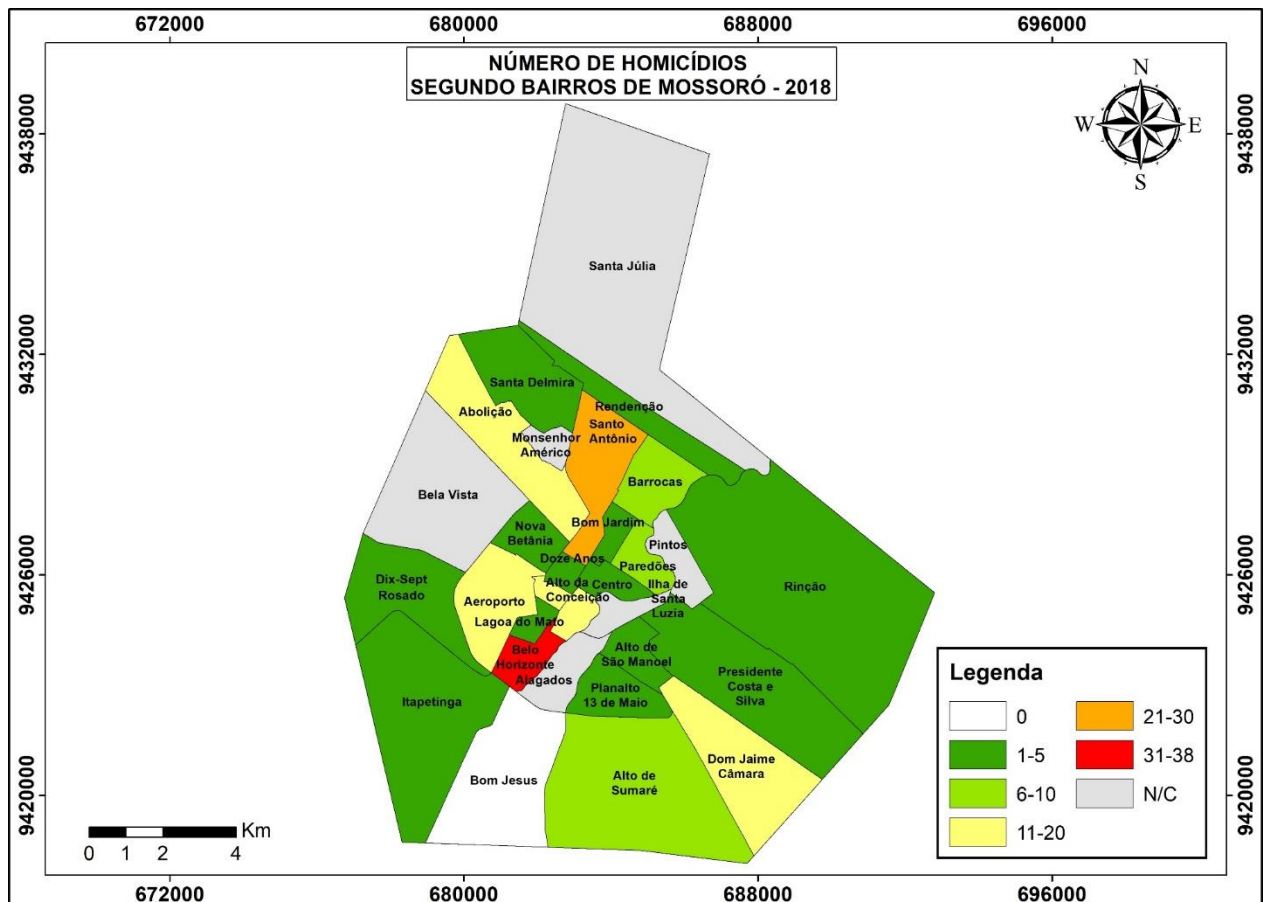 672000
680000
688000
696000
NÚMERO DE HOMICÍDIOS
SEGUNDO BAIRROS DE MOSSORÓ - 2018
N
W
E
S
9438000
9438000
Santa Júlia
9432000
9432000
Santa Delmira
Rendenção
Abolição
Santo
Antônio
Monsenhor
Américo
Barrocas
Bela Vista
Bom Jardim
Nova
Betânia
Pintos
Doze Anos
Paredões
9426000
9426000
Dix-Sept
Rosado
Alto da
Conceição
Centro
Ilha de
Santa
Luzia
Rinção
Aeroporto
Lagoa do Mato
Belo
Horizonte
Alagados
Alto de
São Manoel
Presidente
Costa e
Silva
Itapetinga
Planalto
13 de Maio
Dom Jaime
Câmara
Bom Jesus
Alto de
Sumaré
9420000
9420000
Legenda
0
1-5
6-10
11-20
21-30
31-38
N/C
Km
0 1 2 4
672000
680000
688000
696000